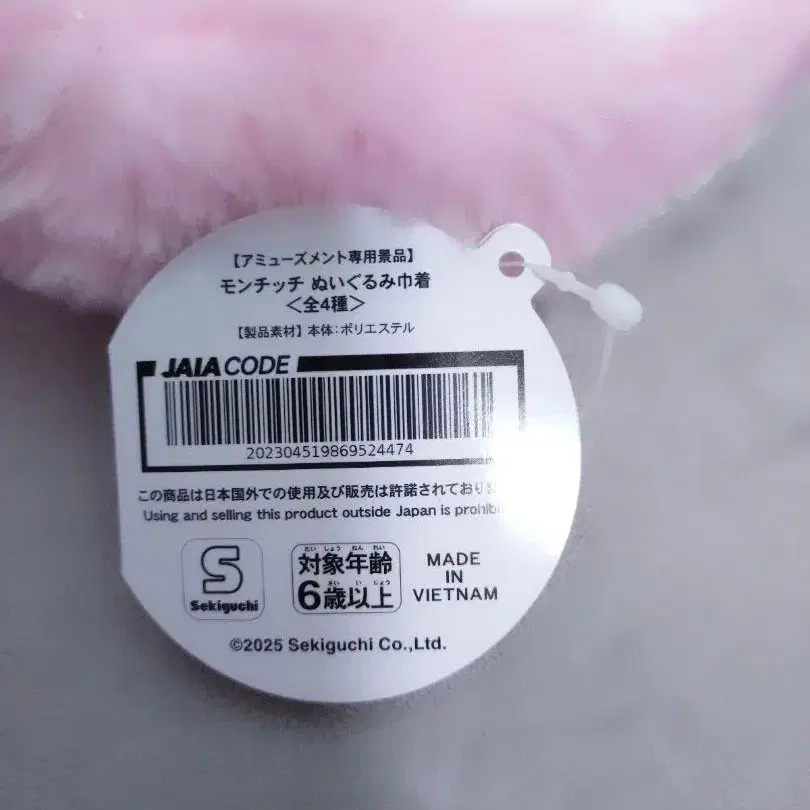 【アミューズメント専用景品】
モンチッチ ぬいぐるみ巾着
＜全4種＞
【製品素材】本体：ポリエステル
JAIA CODE
202304519869524474
この商品は日本国外での使用及び販売は許諾されており
Using and selling this product outside Japan is
S
Sekiguchi
たい しょう ねん れい
対象年齢
さい い じょう
6歳以上
MADE
IN
VIETNAM
©2025 Sekiguchi Co.,Ltd.